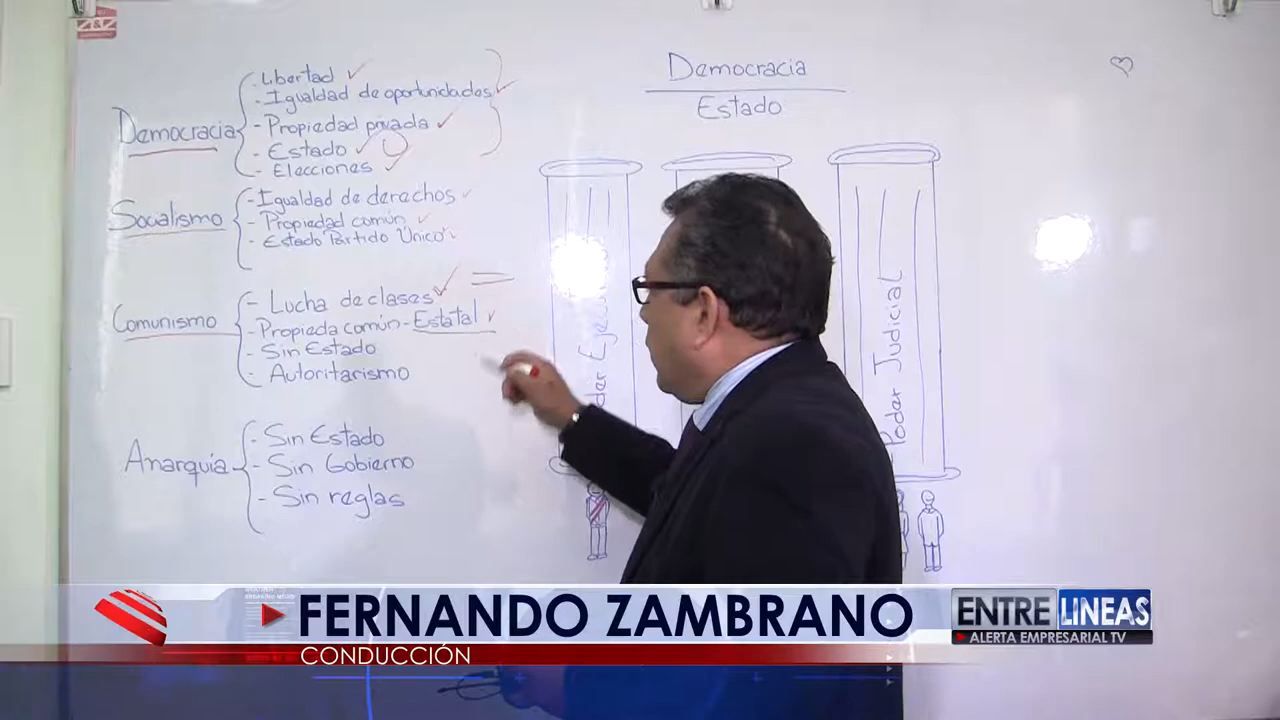 Democracia
- Libertad
- Igualdad de oportunidades
- Propiedad privada
- Estado
- Elecciones
Socialismo
- Igualdad de derechos
- Propiedad común
- Estado Partido Único
Comunismo
- Lucha de clases
- Propieda común - Estatal
- Sin Estado
- Autoritarismo
Anarquía
- Sin Estado
- Sin Gobierno
- Sin reglas
Democracia
Estado
Poder Judicial
FERNANDO ZAMBRANO
CONDUCCIÓN
ENTRE LINEAS
ALERTA EMPRESARIAL TV